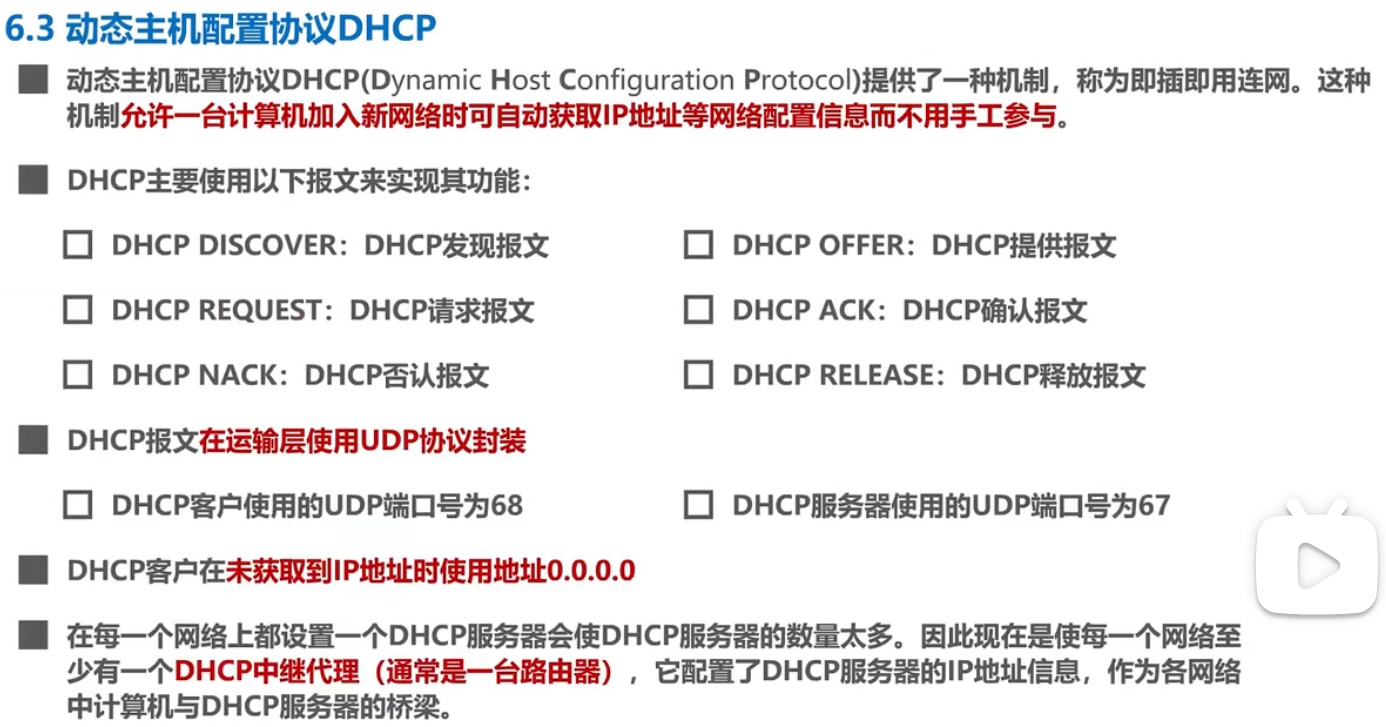 6.3 动态主机配置协议DHCP
动态主机配置协议DHCP(Dynamic Host Configuration Protocol)提供了一种机制，称为即插即用连网。这种
机制允许一台计算机加入新网络时可自动获取IP地址等网络配置信息而不用手工参与。
DHCP主要使用以下报文来实现其功能：
DHCP DISCOVER：DHCP发现报文
DHCP OFFER：DHCP提供报文
DHCP REQUEST：DHCP请求报文
DHCP ACK：DHCP确认报文
DHCP NACK：DHCP否认报文
DHCP RELEASE：DHCP释放报文
DHCP报文在运输层使用UDP协议封装
DHCP客户使用的UDP端口号为68
DHCP服务器使用的UDP端口号为67
DHCP客户在未获取到IP地址时使用地址0.0.0.0
在每一个网络上都设置一个DHCP服务器会使DHCP服务器的数量太多。因此现在是使每一个网络至
少有一个DHCP中继代理（通常是一台路由器），它配置了DHCP服务器的IP地址信息，作为各网络
中计算机与DHCP服务器的桥梁。